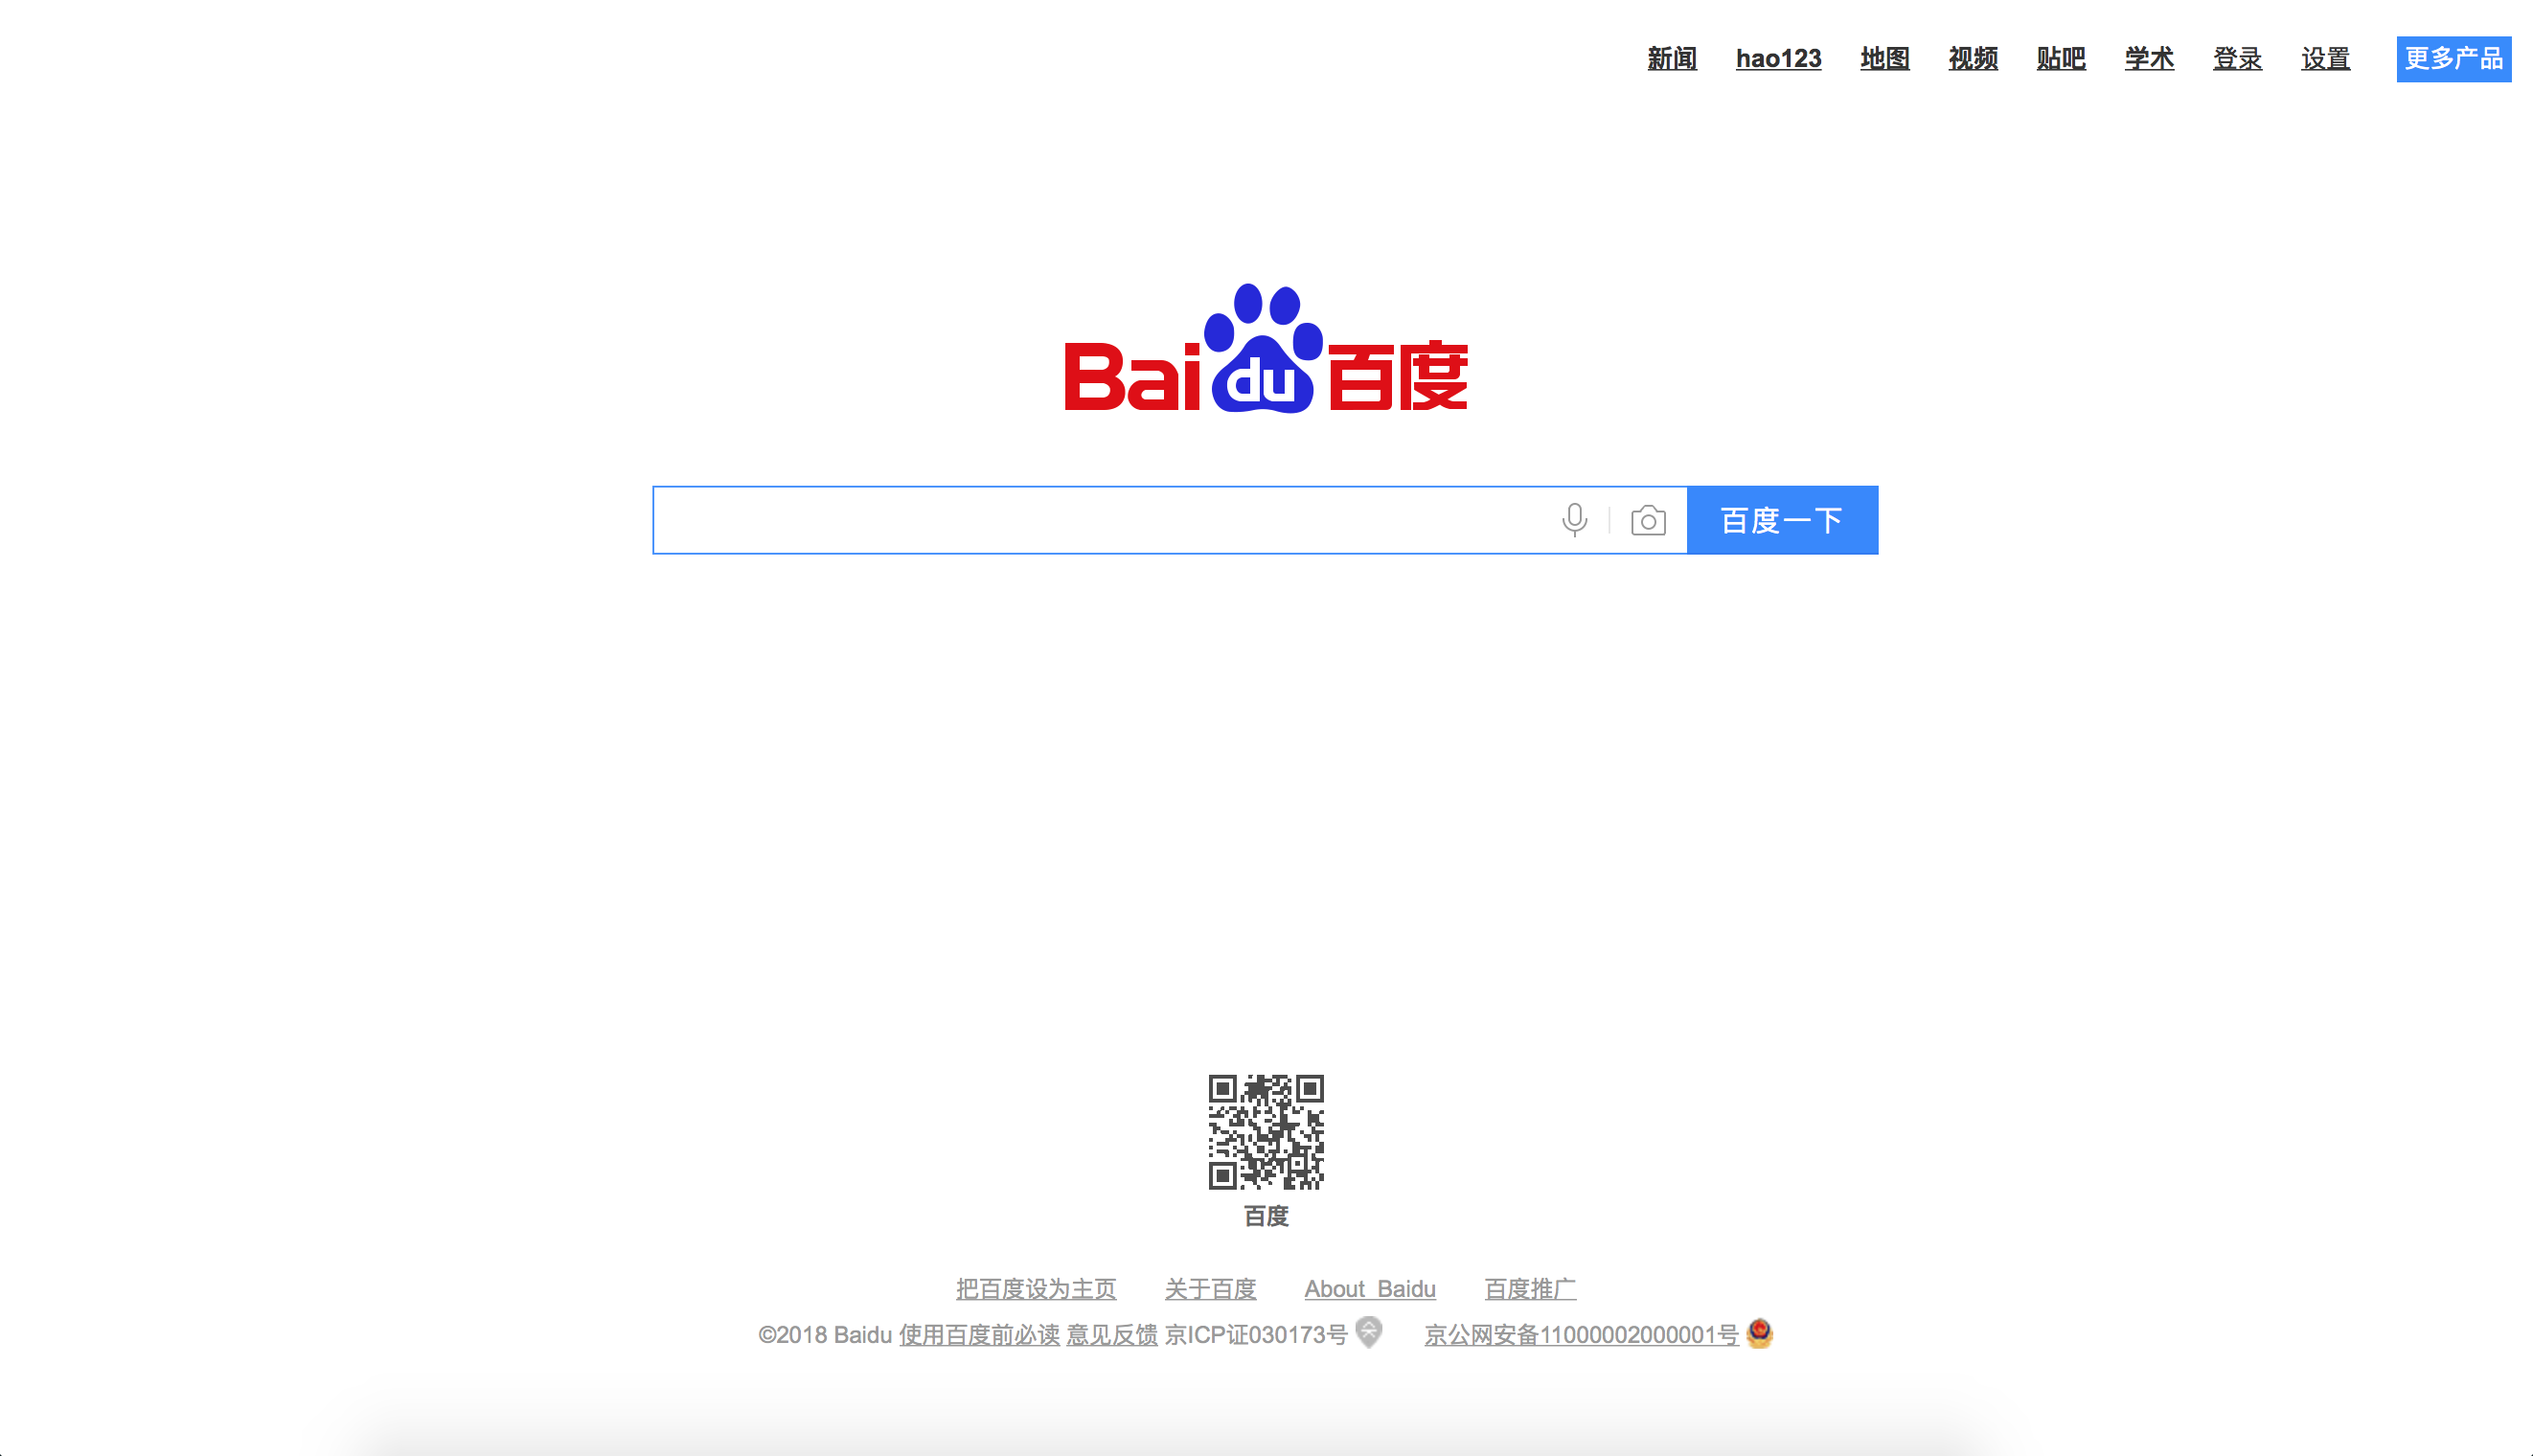 新闻 hao123 地图 视频 贴吧 学术 登录 设置 更多产品
Bai du 百度
百度一下
百度
把百度设为主页 关于百度 About Baidu 百度推广
©2018 Baidu 使用百度前必读 意见反馈 京ICP证030173号 京公网安备11000002000001号